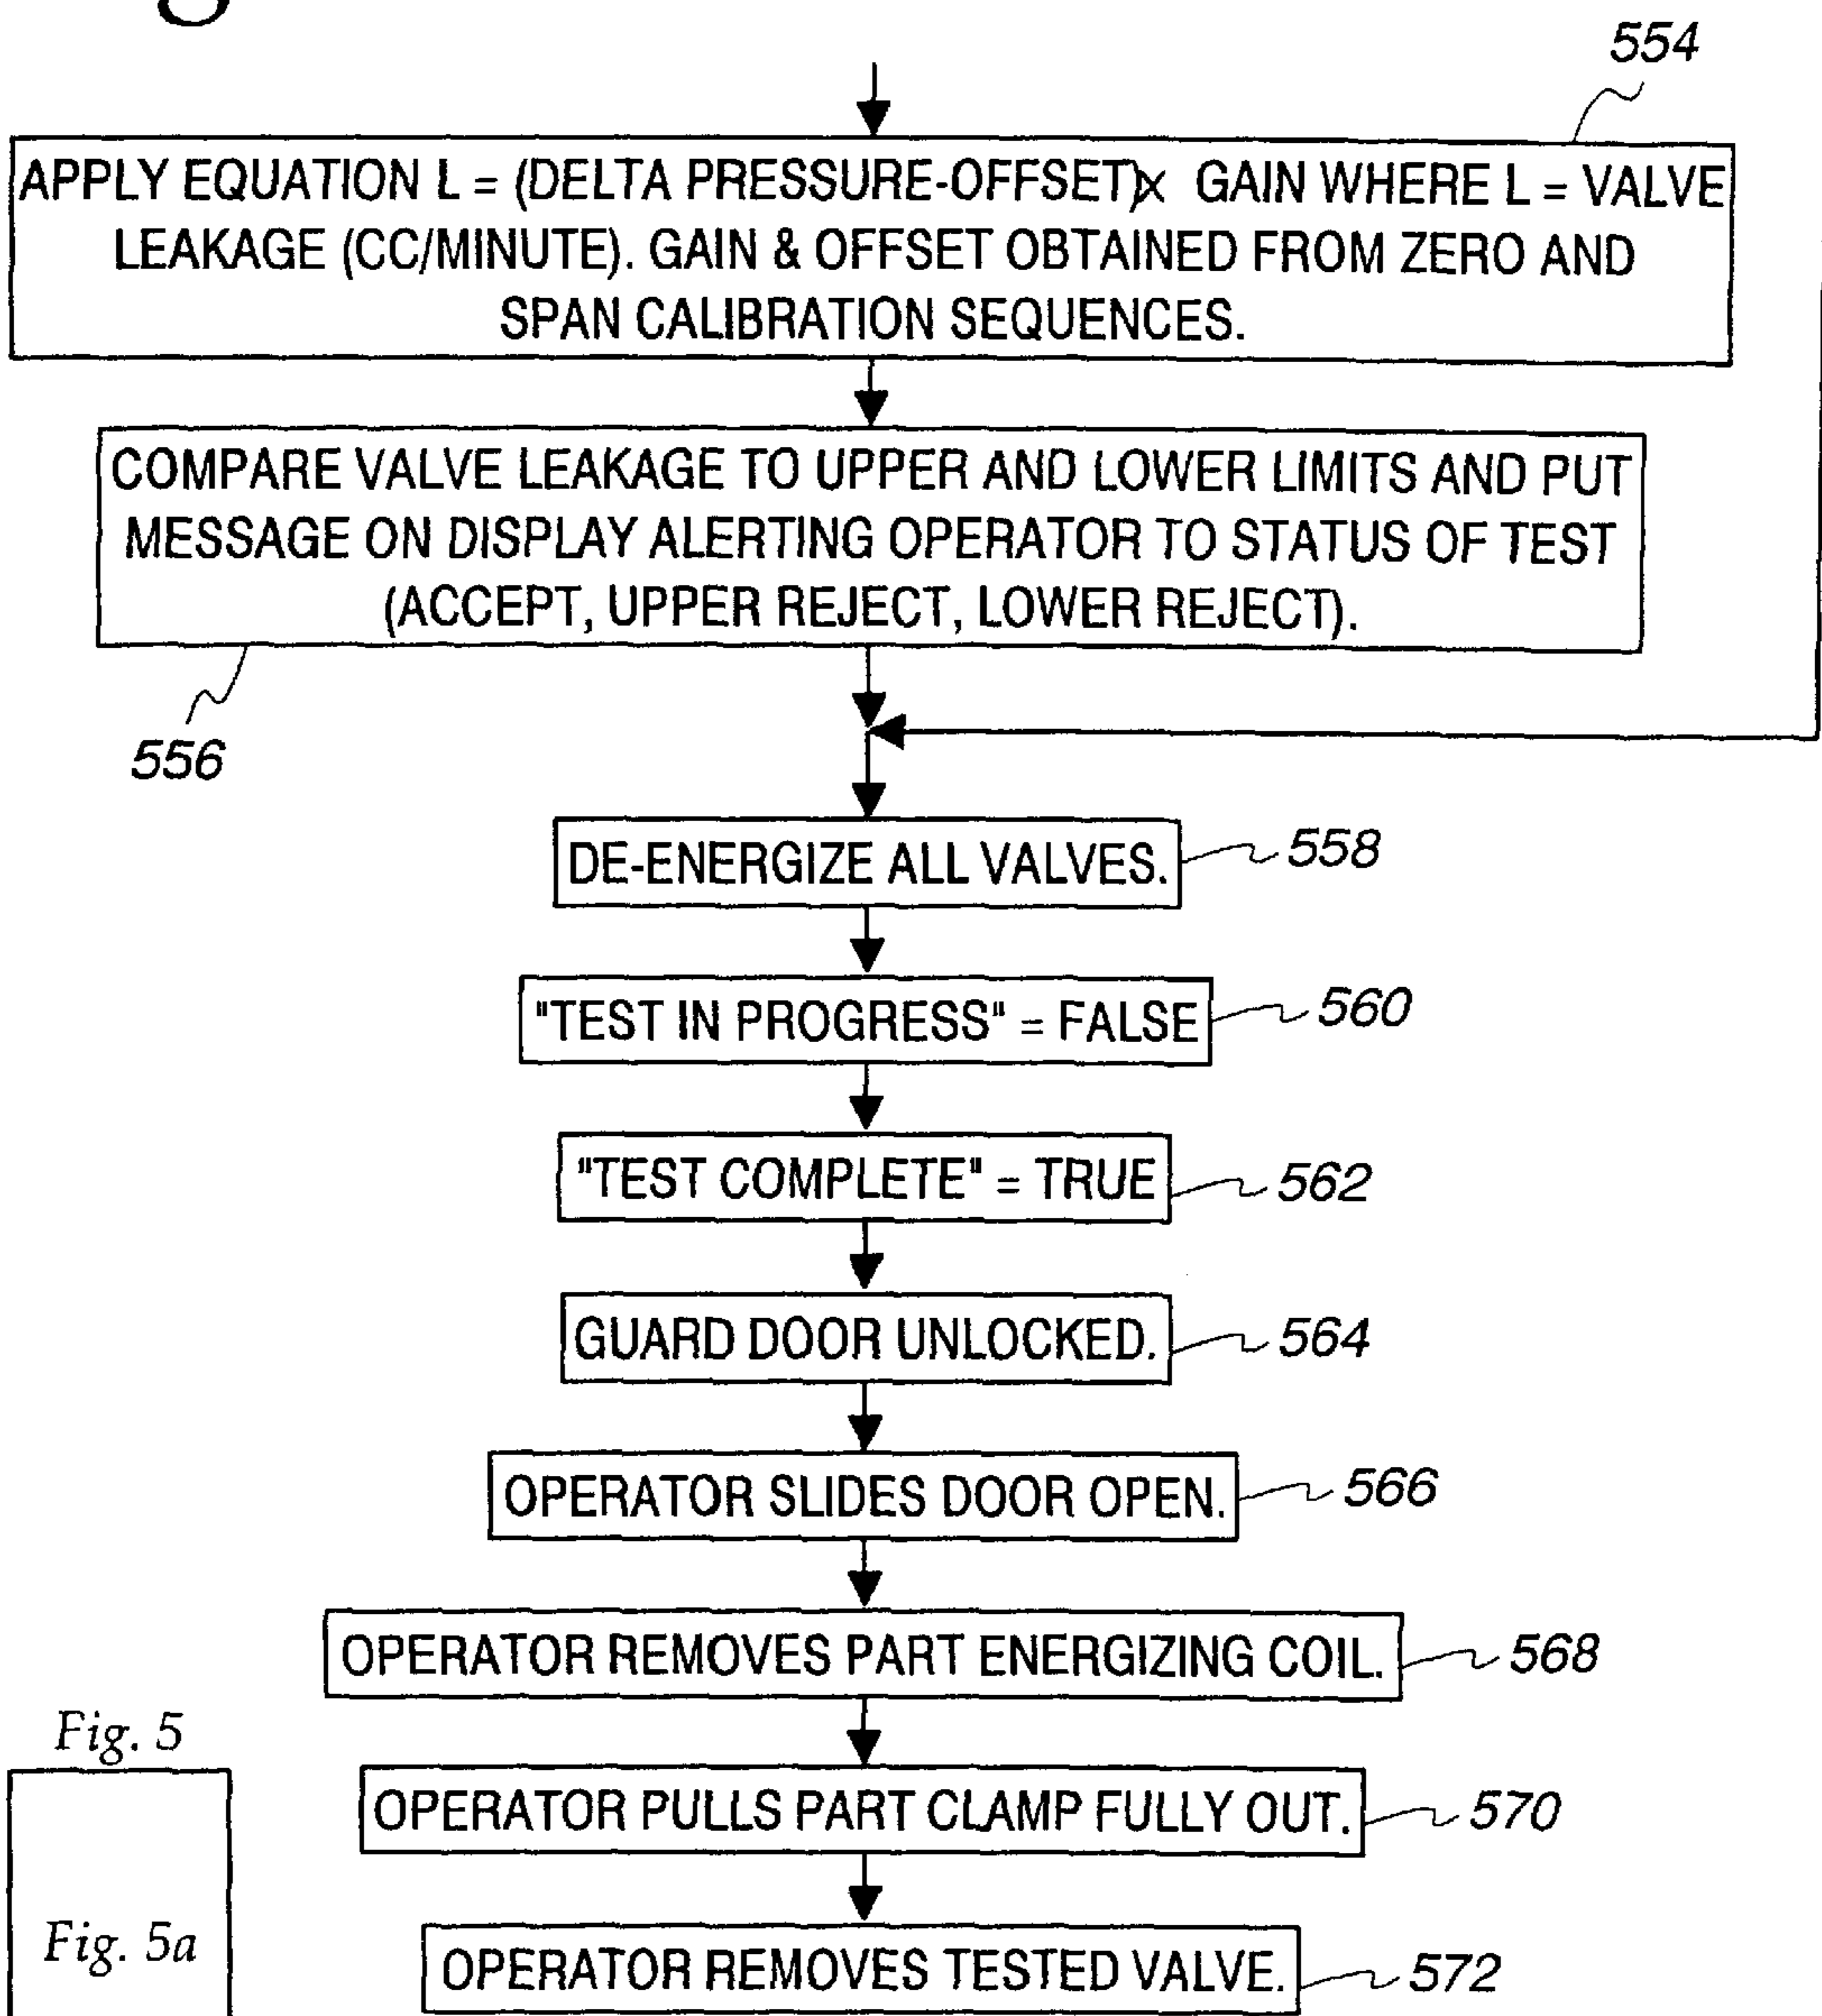 554
APPLY EQUATION L = (DELTA PRESSURE-OFFSET) X GAIN WHERE L = VALVE
LEAKAGE (CC/MINUTE). GAIN & OFFSET OBTAINED FROM ZERO AND
SPAN CALIBRATION SEQUENCES.
COMPARE VALVE LEAKAGE TO UPPER AND LOWER LIMITS AND PUT
MESSAGE ON DISPLAY ALERTING OPERATOR TO STATUS OF TEST
(ACCEPT, UPPER REJECT, LOWER REJECT).
556
DE-ENERGIZE ALL VALVES.
558
"TEST IN PROGRESS" = FALSE
560
"TEST COMPLETE" = TRUE
562
GUARD DOOR UNLOCKED.
564
OPERATOR SLIDES DOOR OPEN.
566
OPERATOR REMOVES PART ENERGIZING COIL.
568
OPERATOR PULLS PART CLAMP FULLY OUT.
570
OPERATOR REMOVES TESTED VALVE.
572
Fig. 5
Fig. 5a